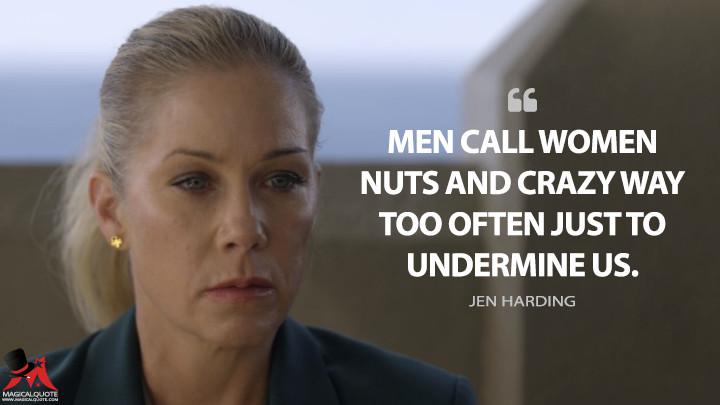 “
MEN CALL WOMEN
NUTS AND CRAZY WAY
TOO OFTEN JUST TO
UNDERMINE US.
JEN HARDING
MAGICALQUOTE
WWW.MAGICALQUOTE.COM